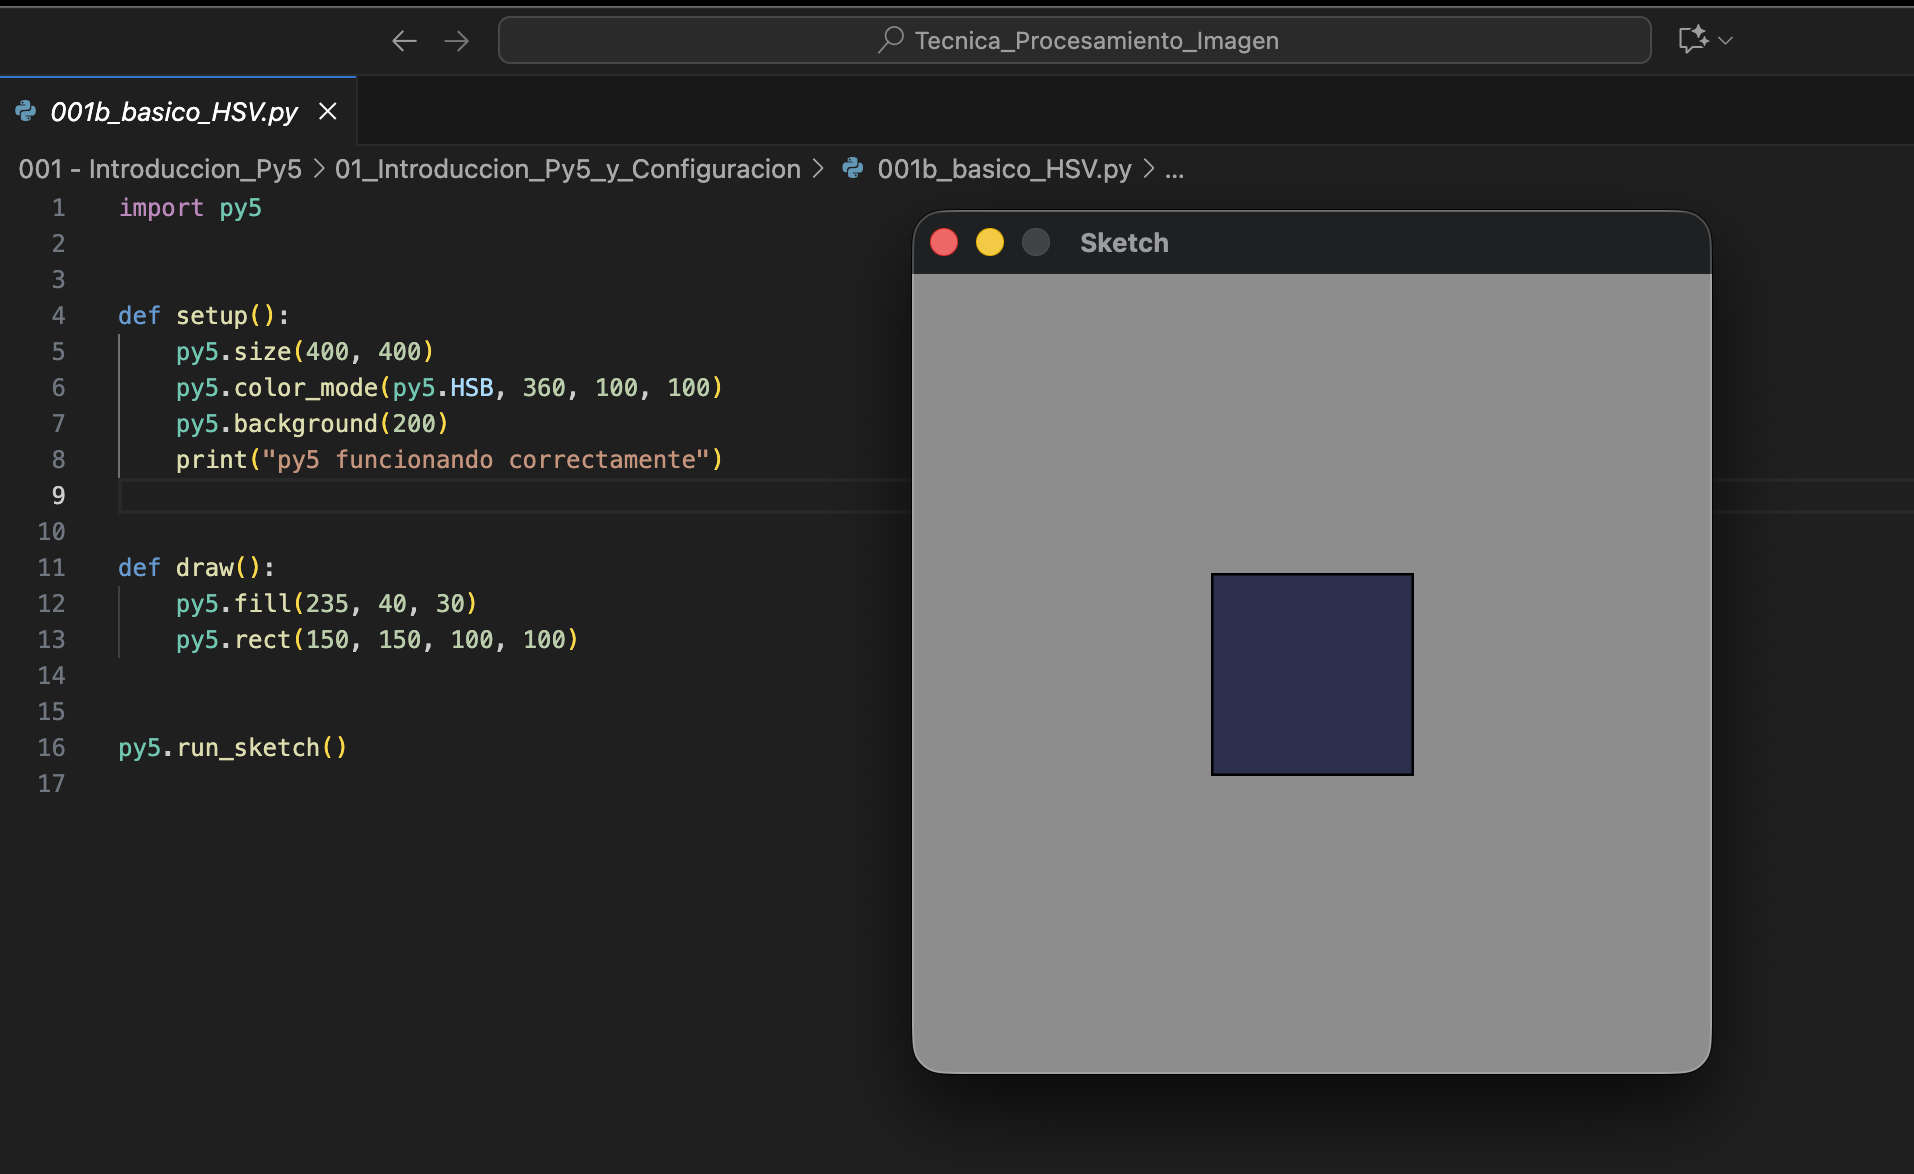 Tecnica_Procesamiento_Imagen
001b_basico_HSV.py
001 - Introduccion_Py5 > 01_Introduccion_Py5_y_Configuracion > 001b_basico_HSV.py > ...
1 import py5
2
3
4 def setup():
5 py5.size(400, 400)
6 py5.color_mode(py5.HSB, 360, 100, 100)
7 py5.background(200)
8 print("py5 funcionando correctamente")
9
10
11 def draw():
12 py5.fill(235, 40, 30)
13 py5.rect(150, 150, 100, 100)
14
15
16 py5.run_sketch()
17
Sketch